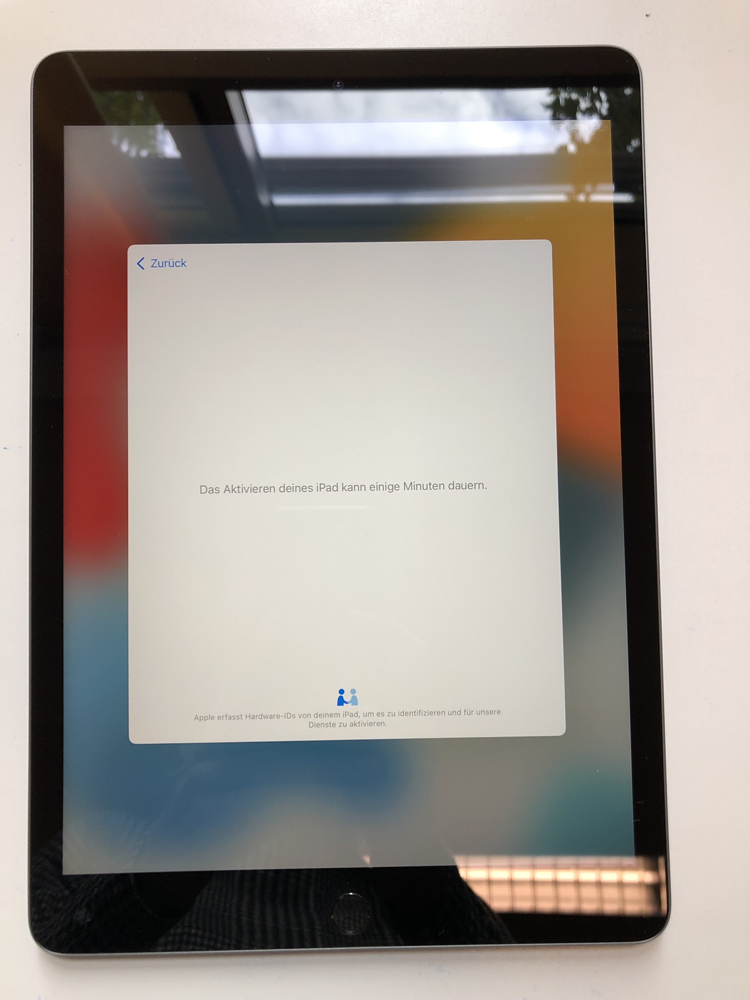 Zurück
Das Aktivieren deines iPad kann einige Minuten dauern.
Apple erfasst Hardware-IDs von deinem iPad, um es zu identifizieren und für unsere
Dienste zu aktivieren.